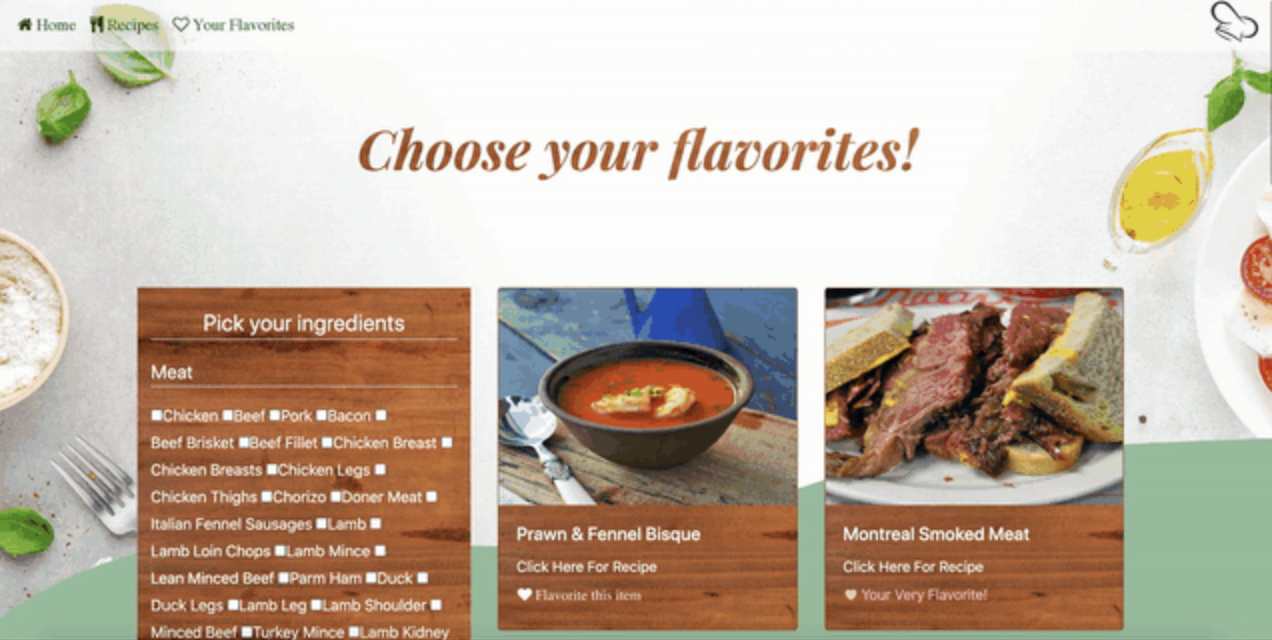 Home Recipes Your Flavorites
Choose your flavorites!
Pick your ingredients
Meat
Chicken Beef Pork Bacon
Beef Brisket Beef Fillet Chicken Breast
Chicken Breasts Chicken Legs
Chicken Thighs Chorizo Doner Meat
Italian Fennel Sausages Lamb
Lamb Loin Chops Lamb Mince
Lean Minced Beef Parm Ham Duck
Duck Legs Lamb Leg Lamb Shoulder
Minced Beef Turkey Mince Lamb Kidney
Prawn & Fennel Bisque
Click Here For Recipe
Flavorite this item
Montreal Smoked Meat
Click Here For Recipe
Your Very Flavorite!